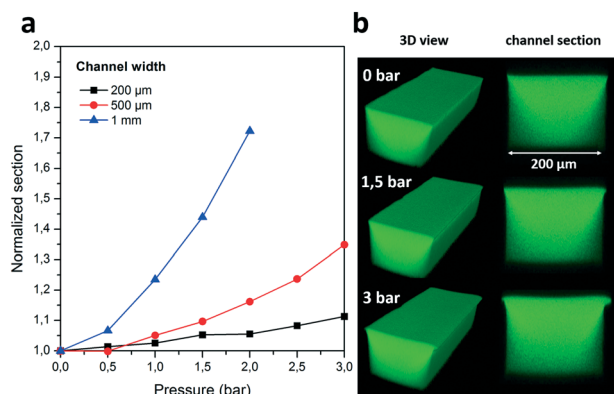 a
Normalized section
2,0
1,9
1,8
1,7
1,6
1,5
1,4
1,3
1,2
1,1
1,0
Channel width
200 µm
500 µm
1 mm
0,0 0,5 1,0 1,5 2,0 2,5 3,0
Pressure (bar)
b
3D view channel section
0 bar
200 µm
1,5 bar
3 bar